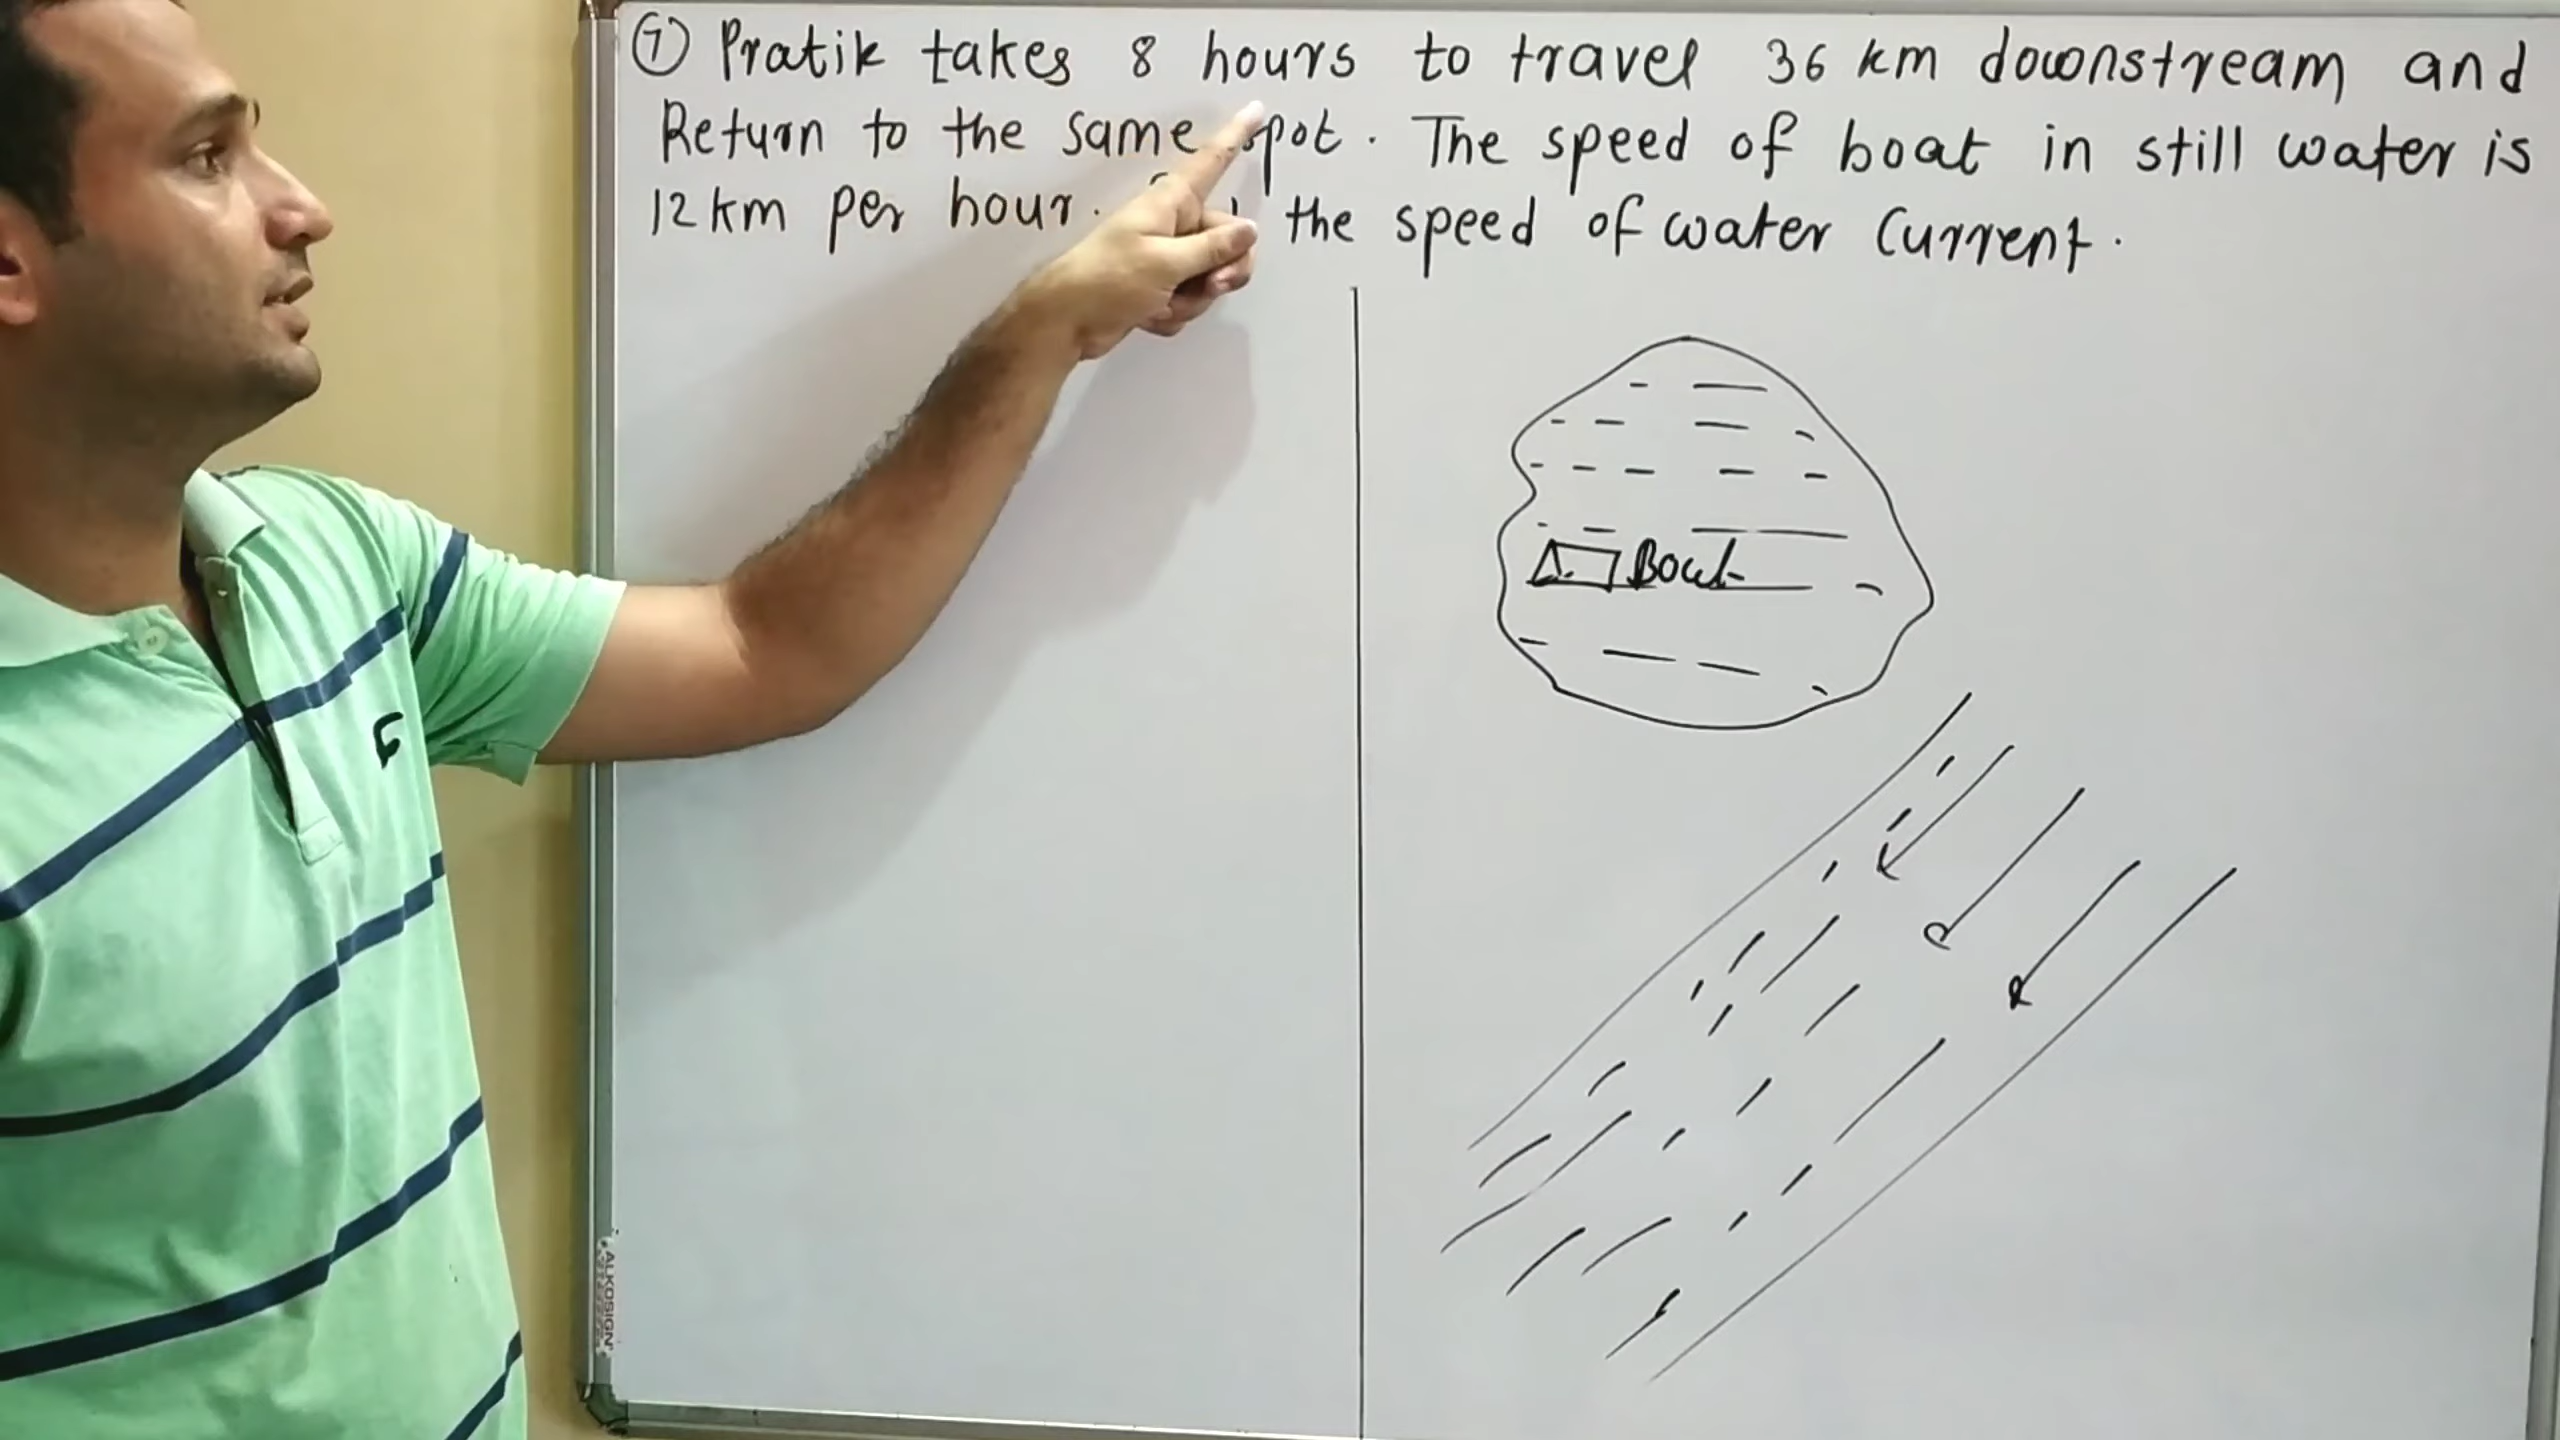 ⑦ Pratik takes 8 hours to travel 36 km downstream and
Return to the same spot. The speed of boat in still water is
12 km per hour. the speed of water Current.
Boat
ALKOSIGN